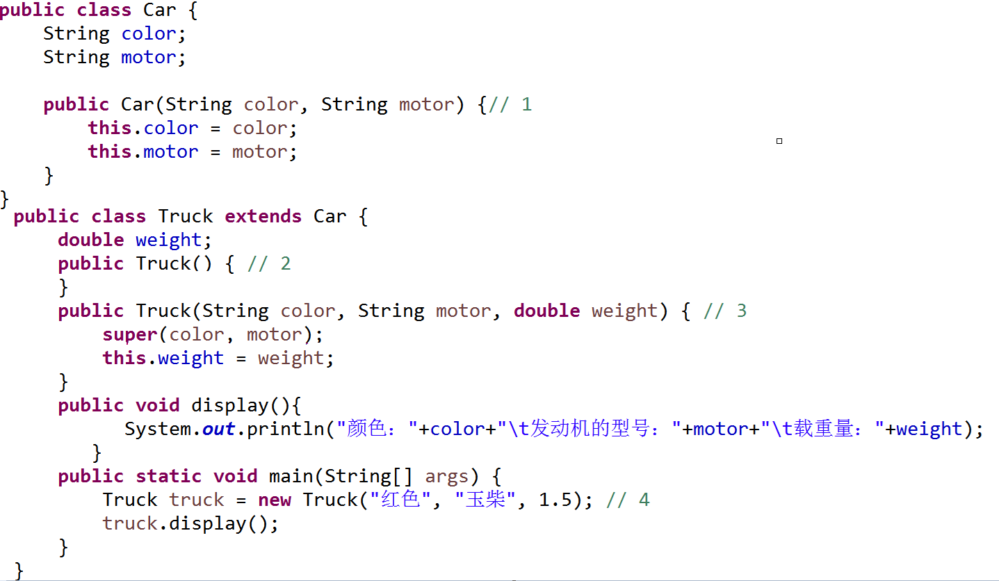 public class Car {
String color;
String motor;
public Car(String color, String motor) {// 1
this.color = color;
this.motor = motor;
}
}
public class Truck extends Car {
double weight;
public Truck() { // 2
}
public Truck(String color, String motor, double weight) { // 3
super(color, motor);
this.weight = weight;
}
public void display(){
System.out.println("颜色："+color+"\t发动机的型号："+motor+"\t载重量："+weight);
}
public static void main(String[] args) {
Truck truck = new Truck("红色", "玉柴", 1.5); // 4
truck.display();
}
}